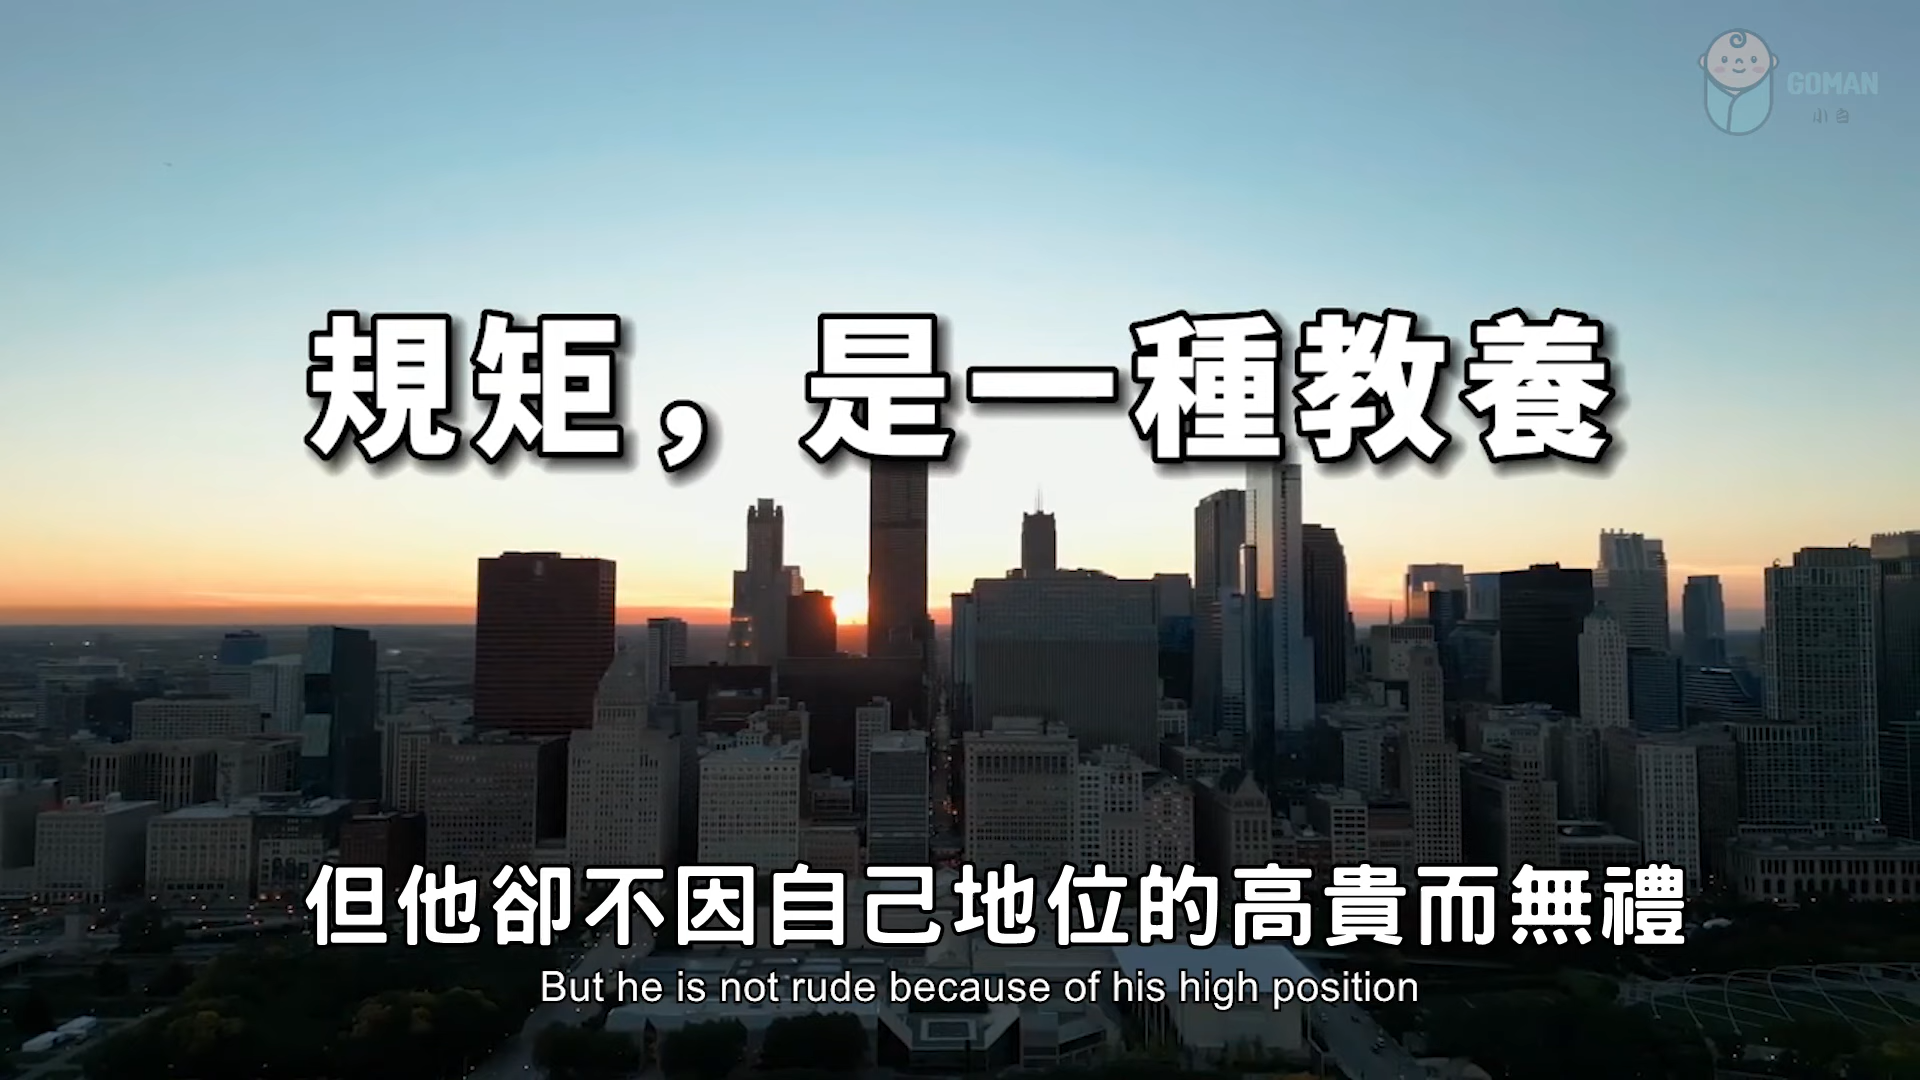 GOMAN
小白
規矩，是一種教養
但他卻不因自己地位的高貴而無禮
But he is not rude because of his high position